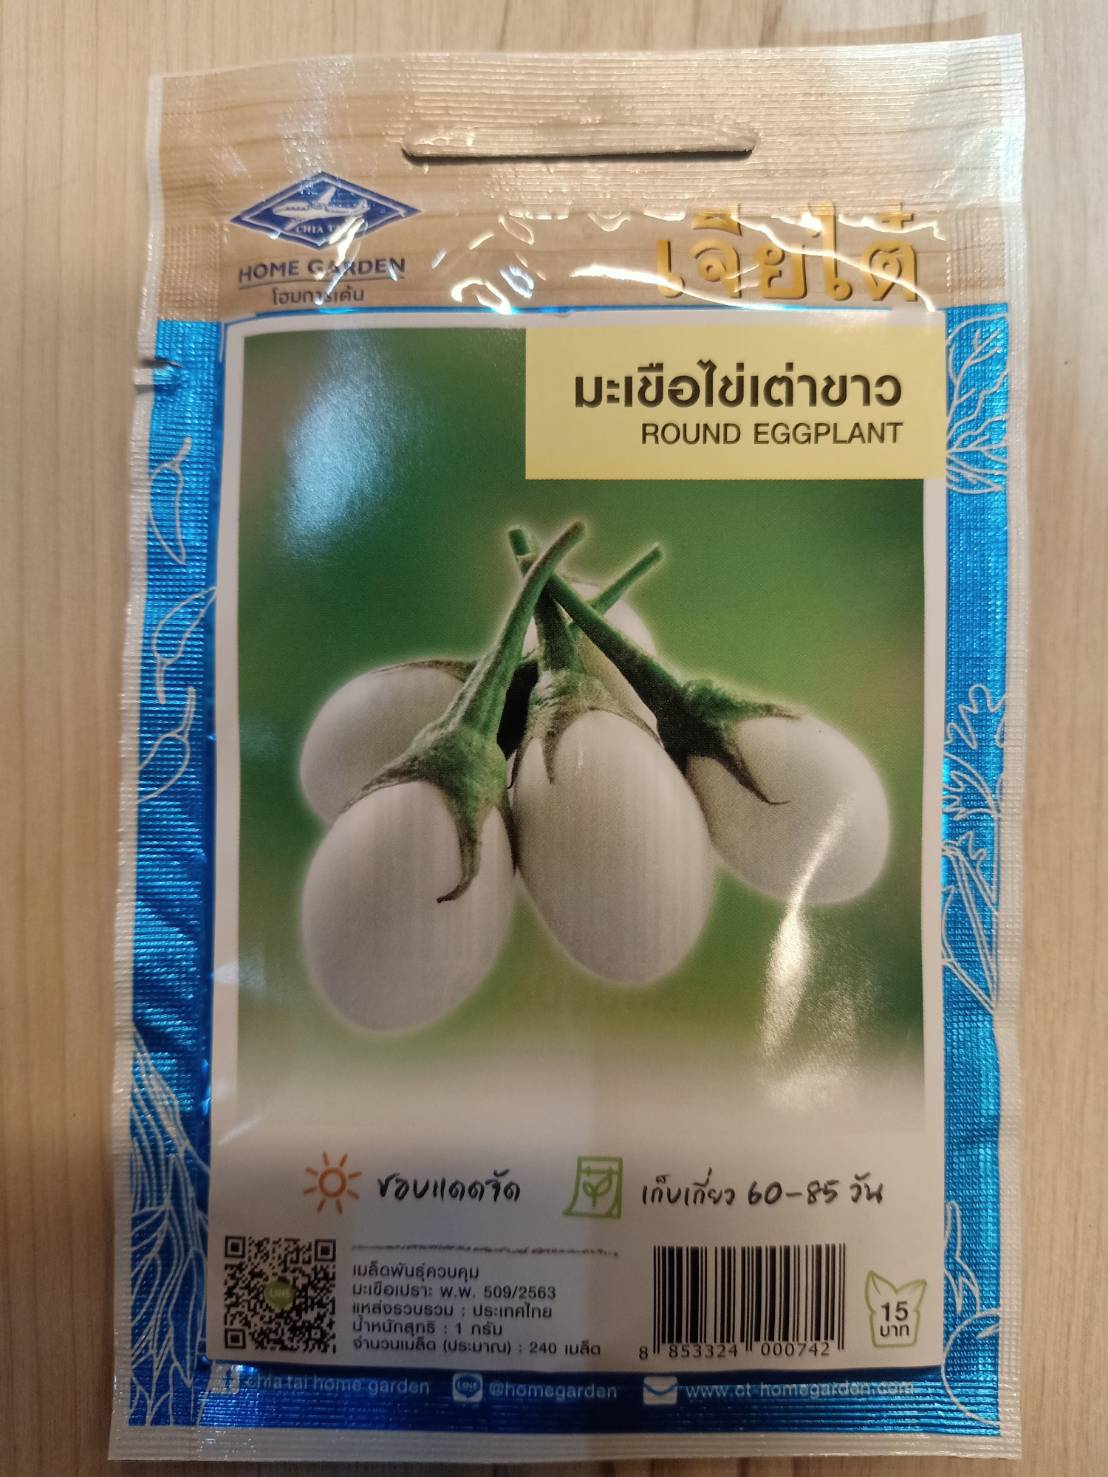 CHIA TAI
HOME GARDEN
โฮมการ์เด้น
เจียไต๋
มะเขือไข่เต่าขาว
ROUND EGGPLANT
ชอบแดดจัด
เก็บเกี่ยว 60-85 วัน
เมล็ดพันธุ์ควบคุม
มะเขือเปราะ พ.พ. 509/2563
แหล่งรวบรวม : ประเทศไทย
น้ำหนักสุทธิ : 1 กรัม
จำนวนเมล็ด (ประมาณ) : 240 เมล็ด
8 853324 000742
15
บาท
chia tai home garden
LINE @homegarden
www.ct-homegarden.com